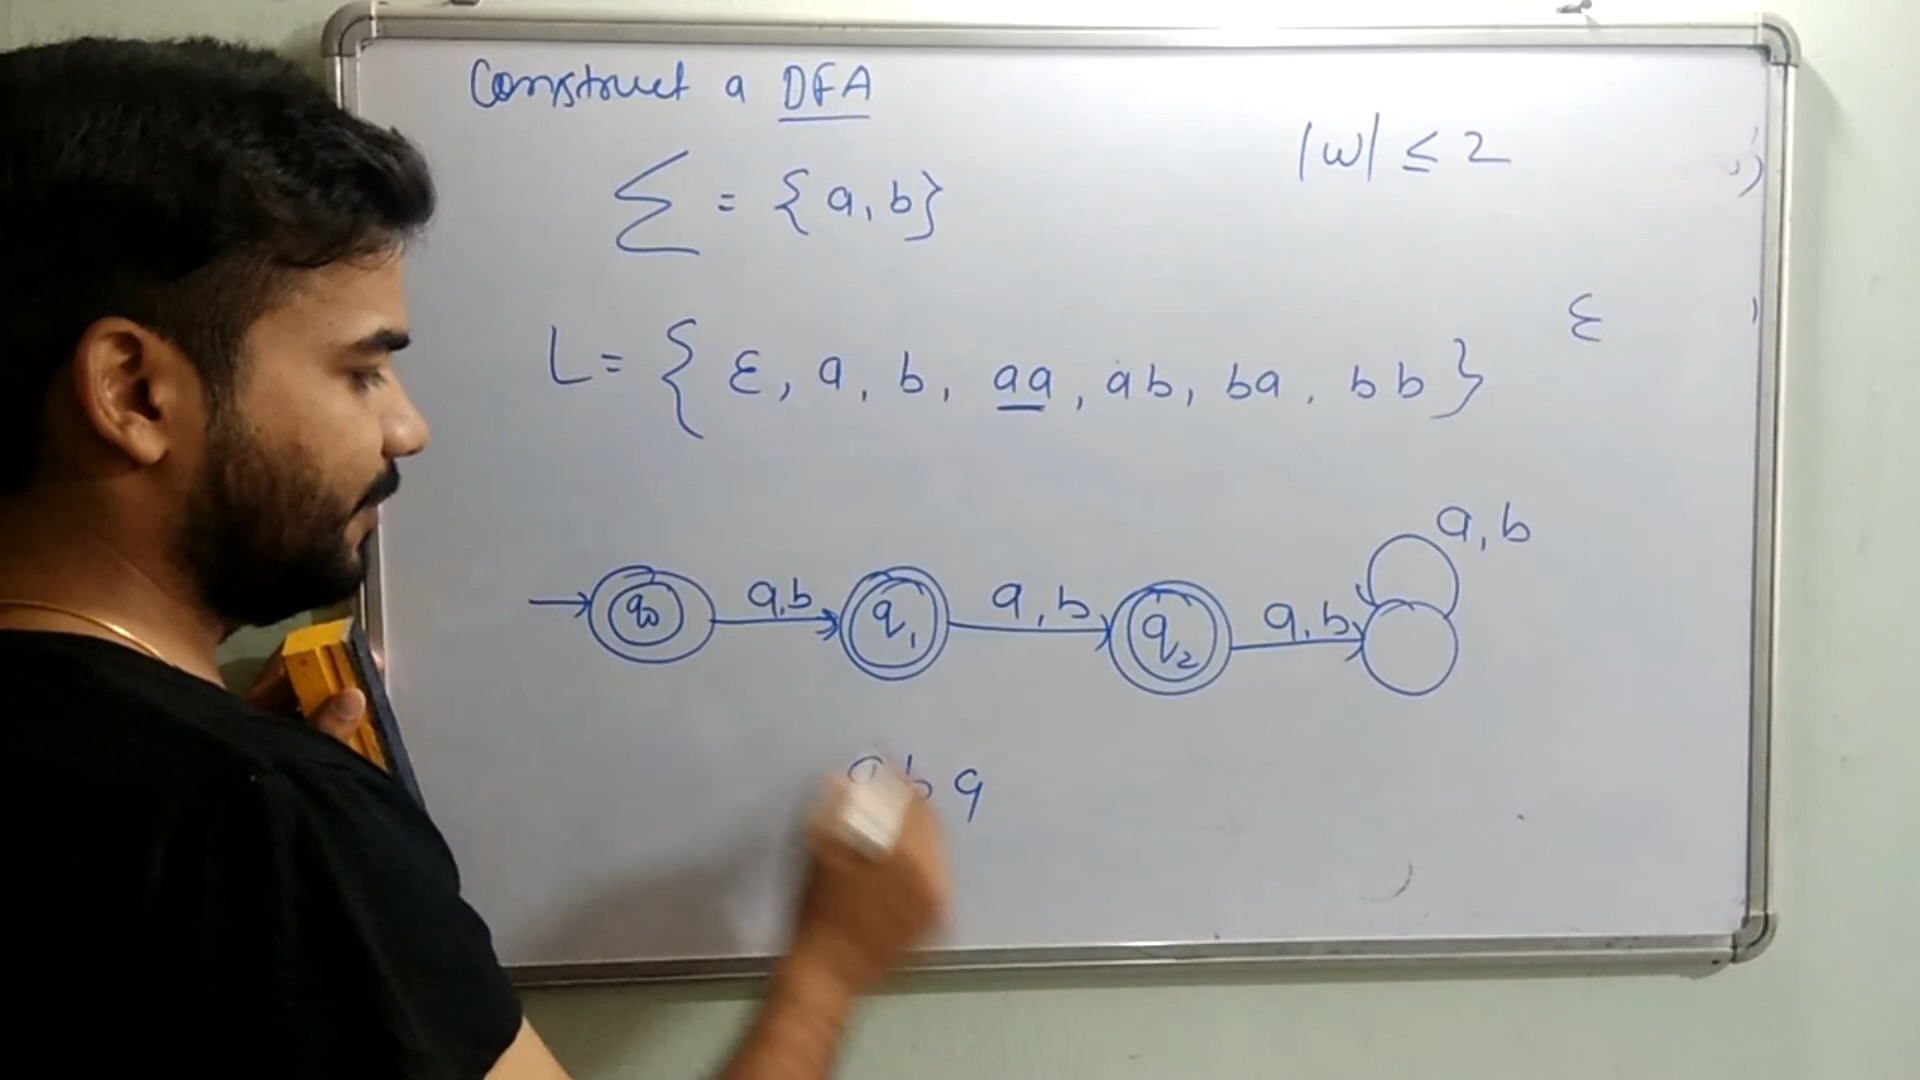 Construct a DFA
|w| ≤ 2
Σ = {a, b}
ε
L = { ε, a, b, aa, ab, ba, bb }
a, b
q0 a,b q1 a, b q2 a, b
a b a